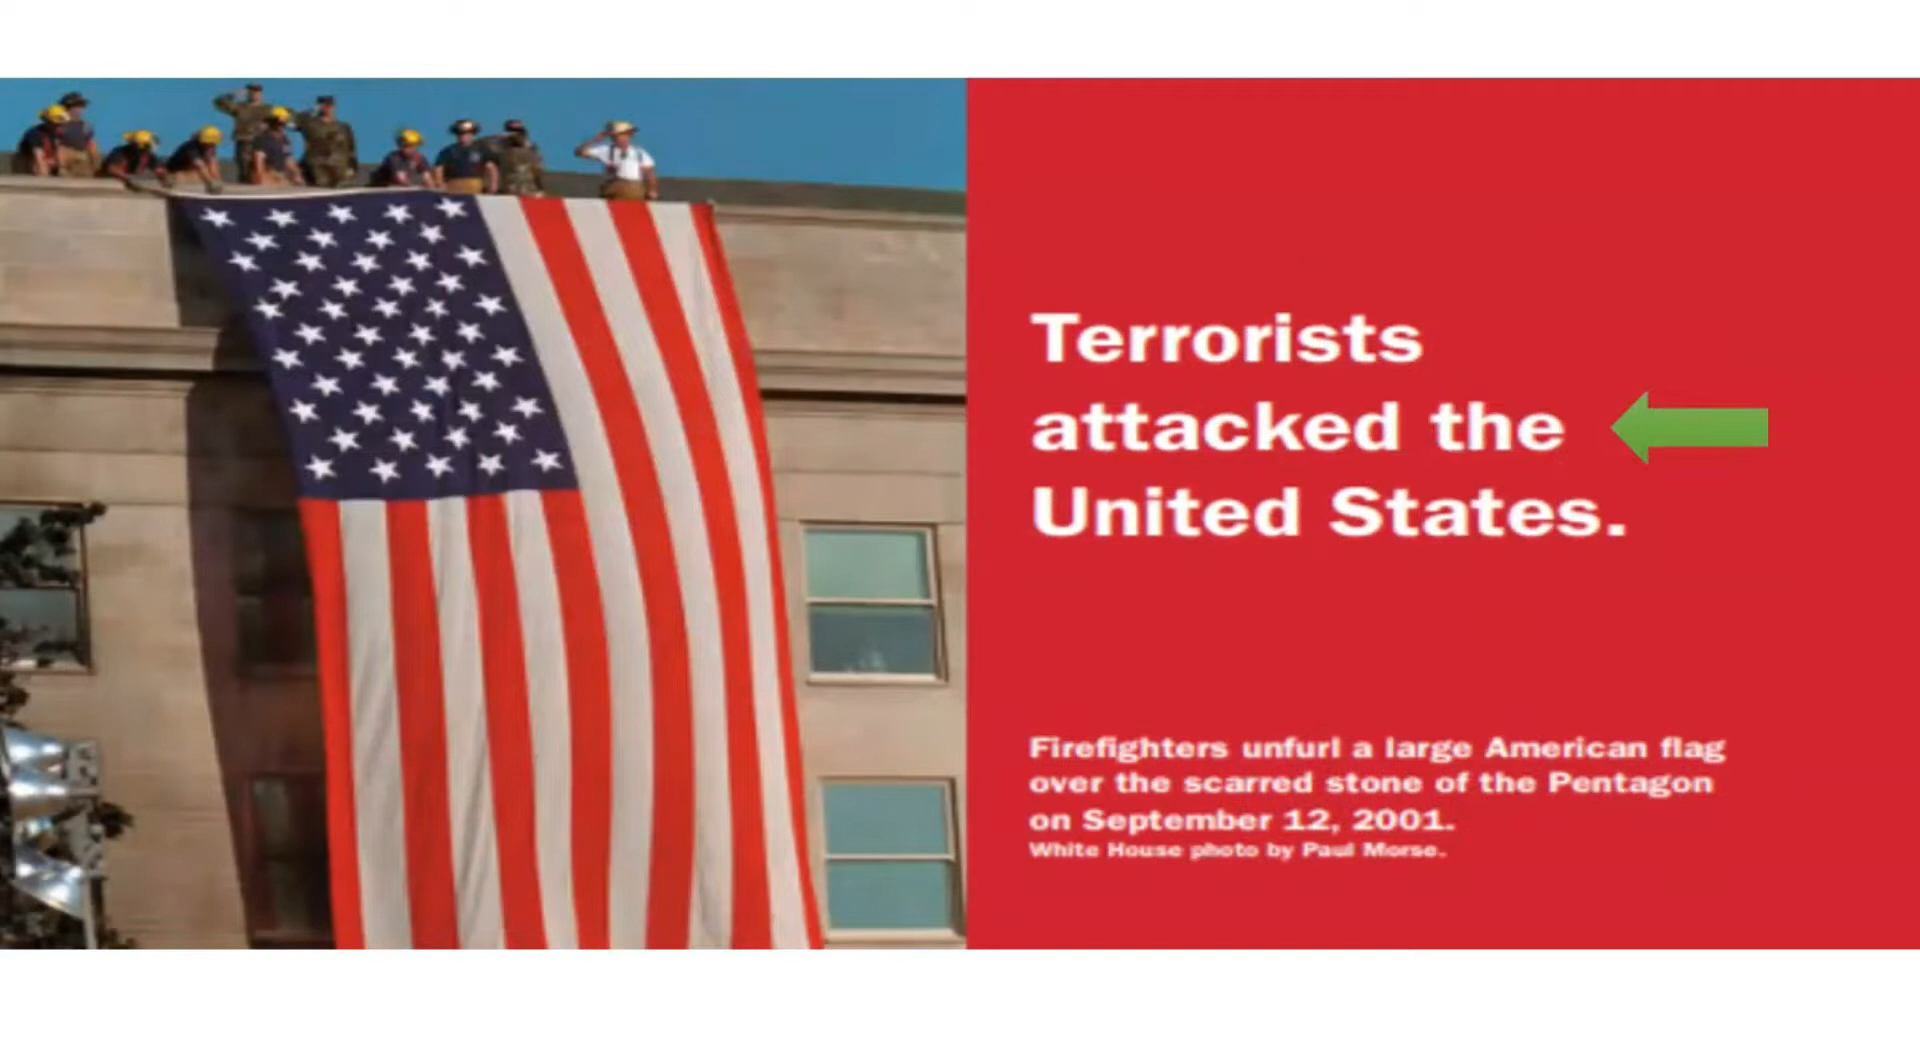 Terrorists
attacked the
United States.
Firefighters unfurl a large American flag
over the scarred stone of the Pentagon
on September 12, 2001.
White House photo by Paul Morse.